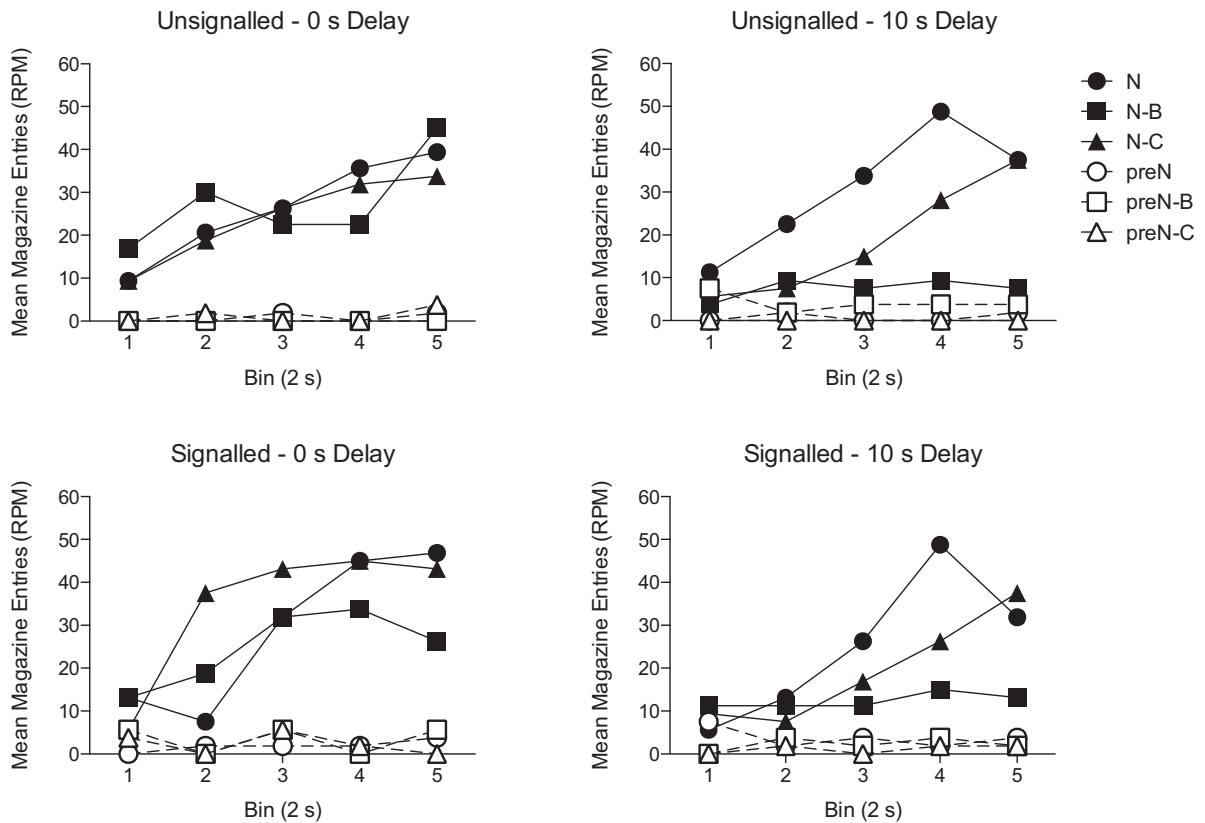 Unsignalled - 0 s Delay
Mean Magazine Entries (RPM)
60
50
40
30
20
10
0
1 2 3 4 5
Bin (2 s)
Unsignalled - 10 s Delay
Mean Magazine Entries (RPM)
60
50
40
30
20
10
0
1 2 3 4 5
Bin (2 s)
N
N-B
N-C
preN
preN-B
preN-C
Signalled - 0 s Delay
Mean Magazine Entries (RPM)
60
50
40
30
20
10
0
1 2 3 4 5
Bin (2 s)
Signalled - 10 s Delay
Mean Magazine Entries (RPM)
60
50
40
30
20
10
0
1 2 3 4 5
Bin (2 s)